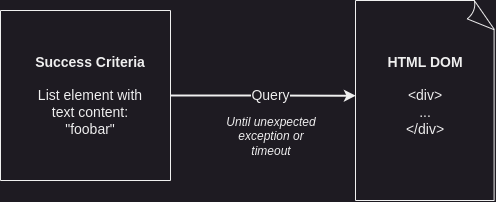 Success Criteria
List element with
text content:
"foobar"
Query
Until unexpected
exception or
timeout
HTML DOM
<div>
...
</div>